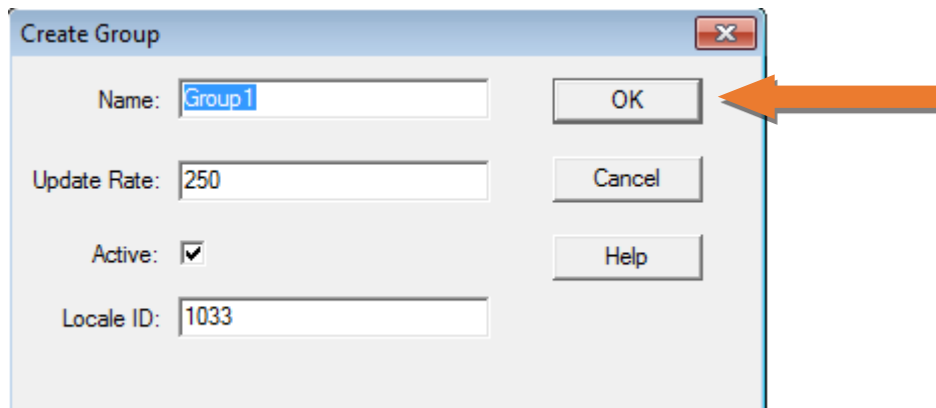 Create Group
Name: Group1
OK
Update Rate: 250
Cancel
Active:
Help
Locale ID: 1033